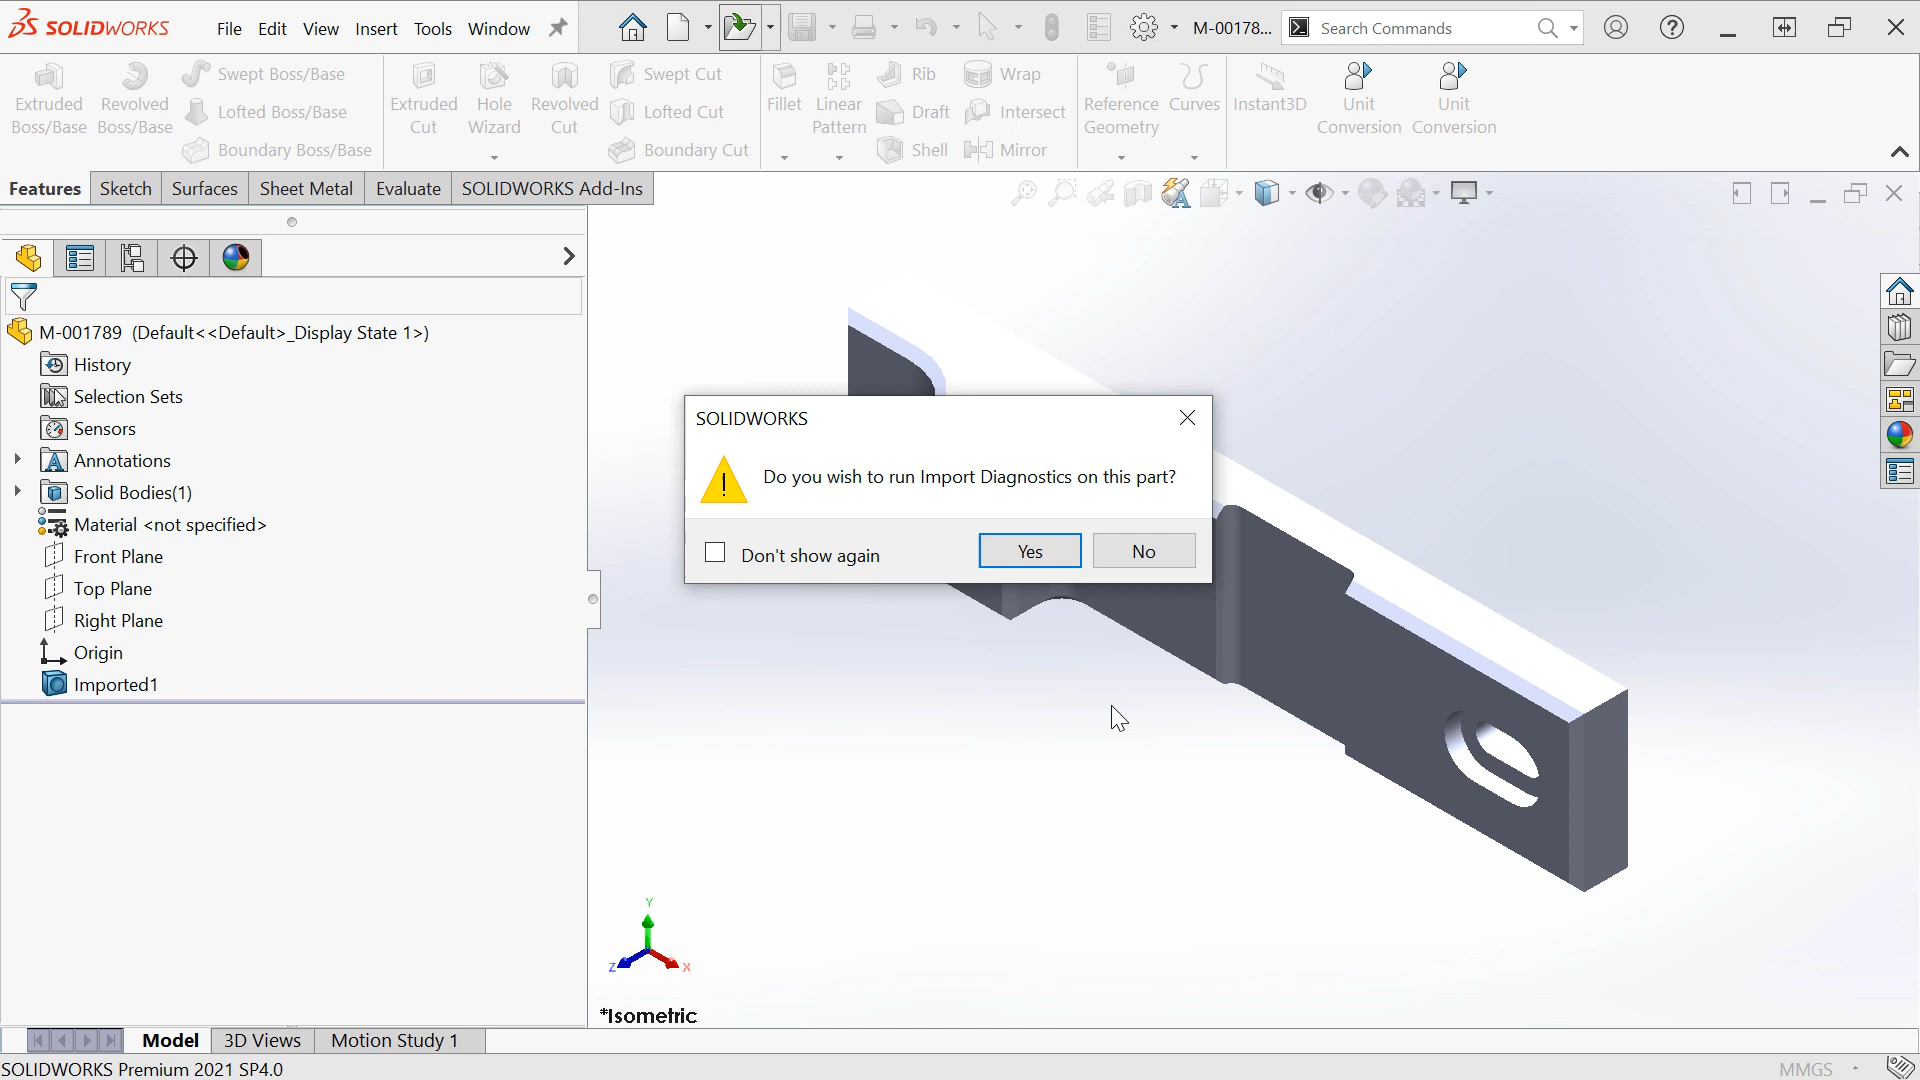 SOLIDWORKS File Edit View Insert Tools Window M-00178... Search Commands
Extruded Boss/Base
Revolved Boss/Base
Swept Boss/Base
Lofted Boss/Base
Boundary Boss/Base
Extruded Cut
Hole Wizard
Revolved Cut
Swept Cut
Lofted Cut
Boundary Cut
Fillet
Linear Pattern
Rib
Draft
Shell
Wrap
Intersect
Mirror
Reference Geometry
Curves
Instant3D
Unit Conversion
Unit Conversion
Features Sketch Surfaces Sheet Metal Evaluate SOLIDWORKS Add-Ins
M-001789 (Default<<Default>_Display State 1>)
History
Selection Sets
Sensors
Annotations
Solid Bodies(1)
Material <not specified>
Front Plane
Top Plane
Right Plane
Origin
Imported1
SOLIDWORKS
Do you wish to run Import Diagnostics on this part?
Don't show again Yes No
Y
Z X
*Isometric
Model 3D Views Motion Study 1
SOLIDWORKS Premium 2021 SP4.0 MMGS